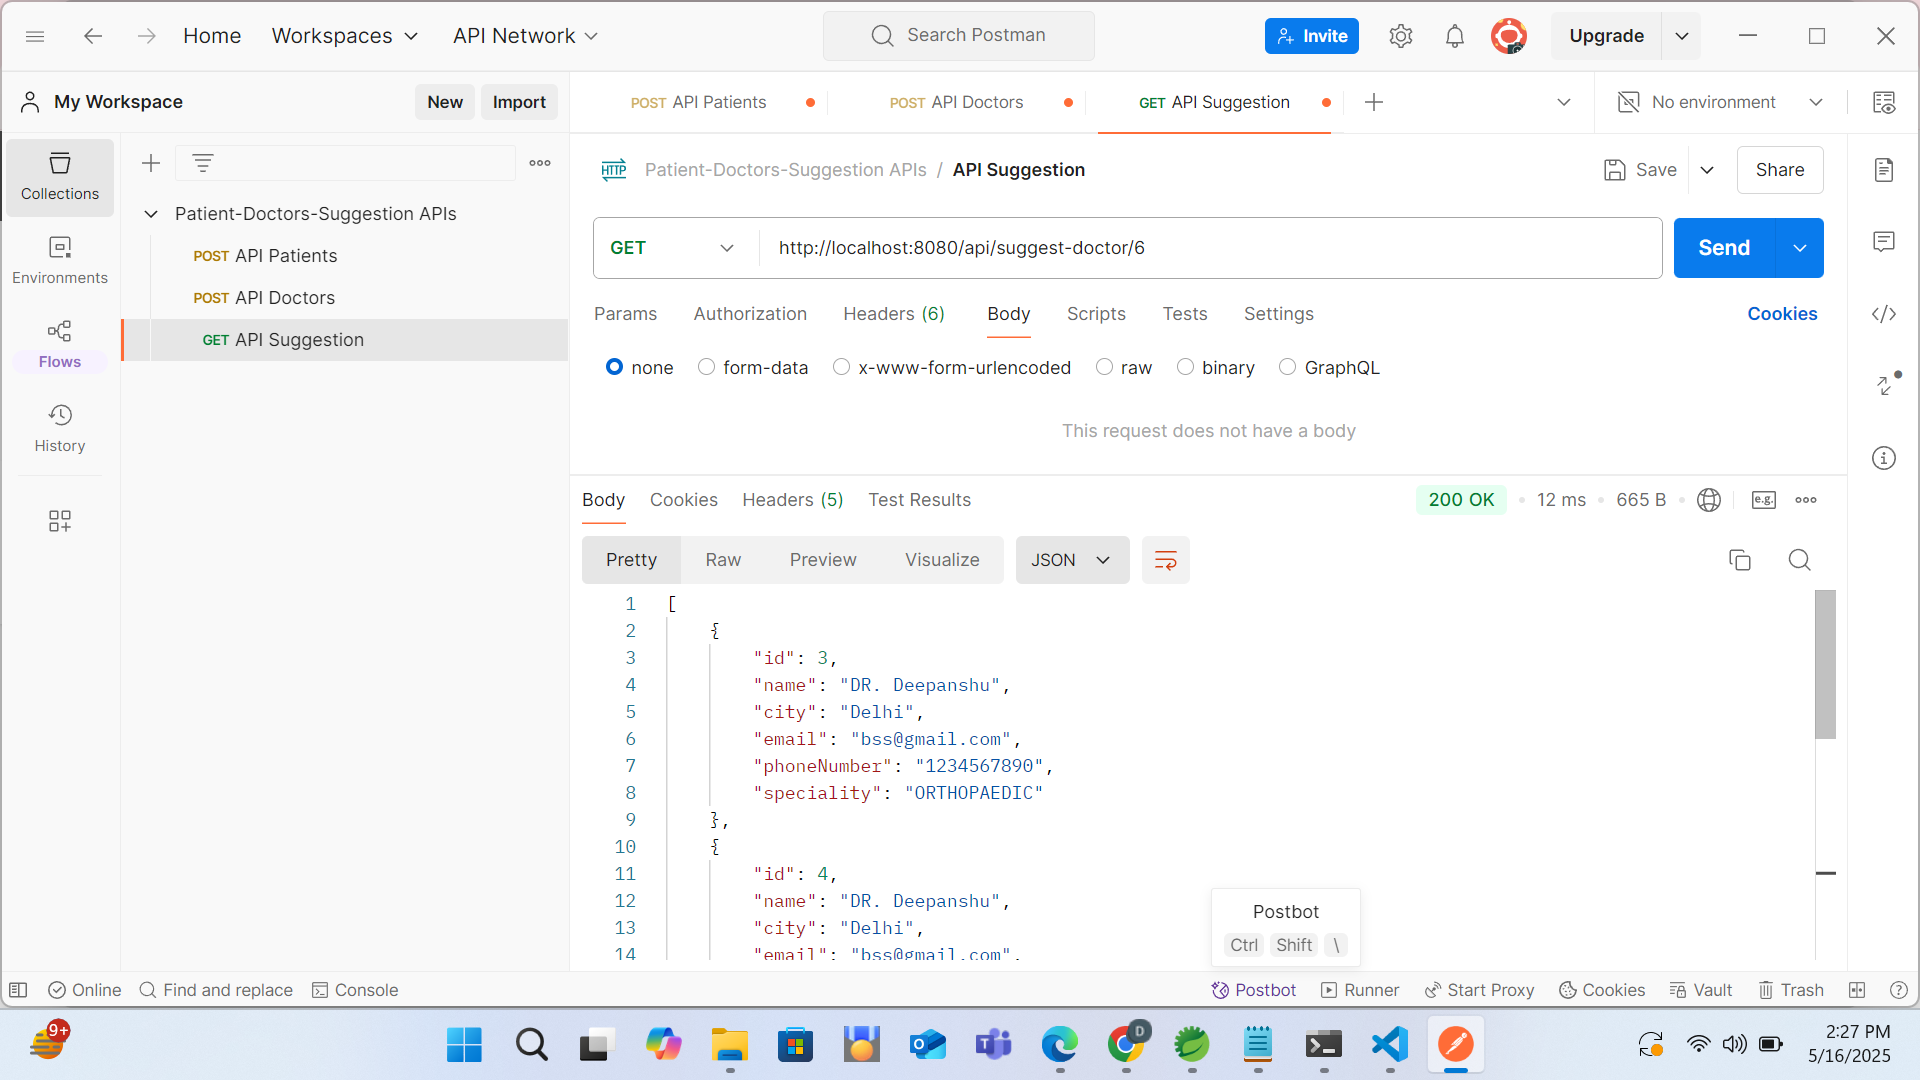 Home Workspaces API Network Search Postman Invite Upgrade
My Workspace New Import POST API Patients POST API Doctors GET API Suggestion No environment
Collections
Environments
Flows
History
Patient-Doctors-Suggestion APIs
POST API Patients
POST API Doctors
GET API Suggestion
HTTP Patient-Doctors-Suggestion APIs / API Suggestion Save Share
GET http://localhost:8080/api/suggest-doctor/6 Send
Params Authorization Headers (6) Body Scripts Tests Settings Cookies
none form-data x-www-form-urlencoded raw binary GraphQL
This request does not have a body
Body Cookies Headers (5) Test Results 200 OK 12 ms 665 B e.g.
Pretty Raw Preview Visualize JSON
1 [
2 {
3 "id": 3,
4 "name": "DR. Deepanshu",
5 "city": "Delhi",
6 "email": "bss@gmail.com",
7 "phoneNumber": "1234567890",
8 "speciality": "ORTHOPAEDIC"
9 },
10 {
11 "id": 4,
12 "name": "DR. Deepanshu",
13 "city": "Delhi",
14 "email": "bss@gmail.com",
Postbot
Ctrl Shift \
Online Find and replace Console Postbot Runner Start Proxy Cookies Vault Trash
9+ D 2:27 PM
5/16/2025